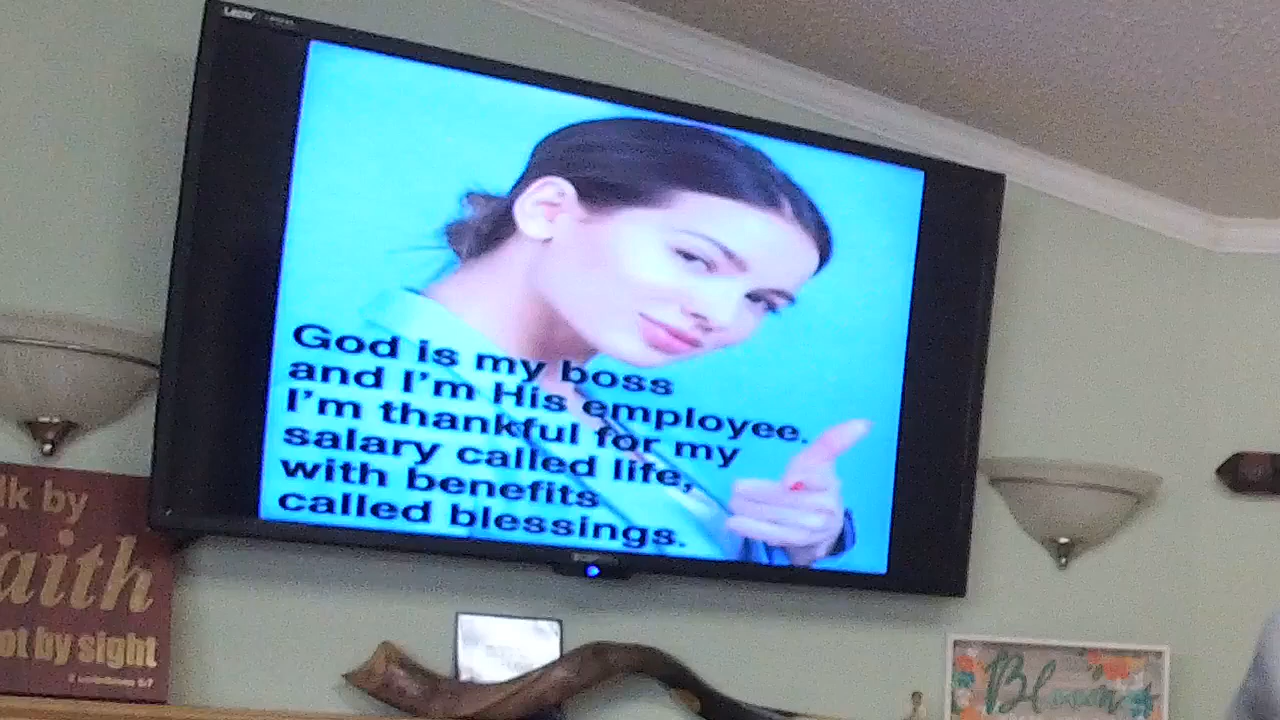 God is my boss
and I'm His employee.
I'm thankful for my
salary called life,
with benefits
called blessings.
lk by
aith
ot by sight
Bloom